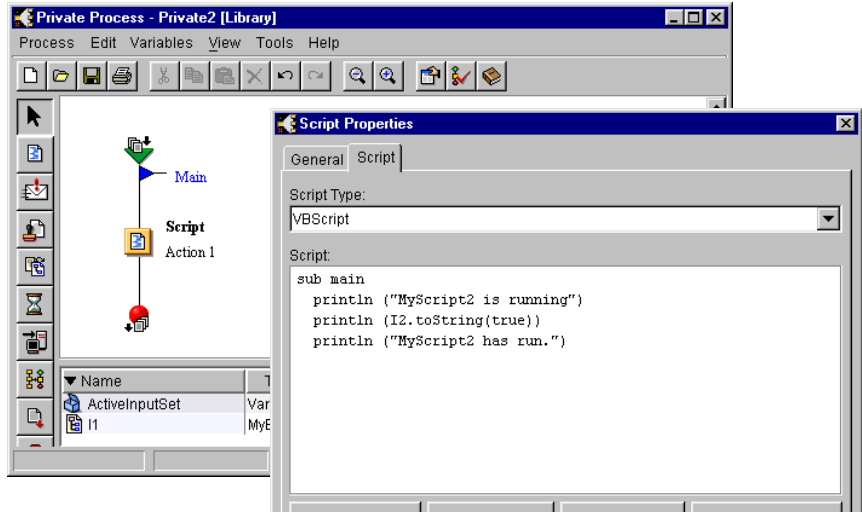 Private Process - Private2 [Library]
Process Edit Variables View Tools Help
Main
Script
Action 1
Name
ActiveInputSet Var
I1 MyE
Script Properties
General Script
Script Type:
VBScript
Script:
sub main
println ("MyScript2 is running")
println (I2.toString(true))
println ("MyScript2 has run.")